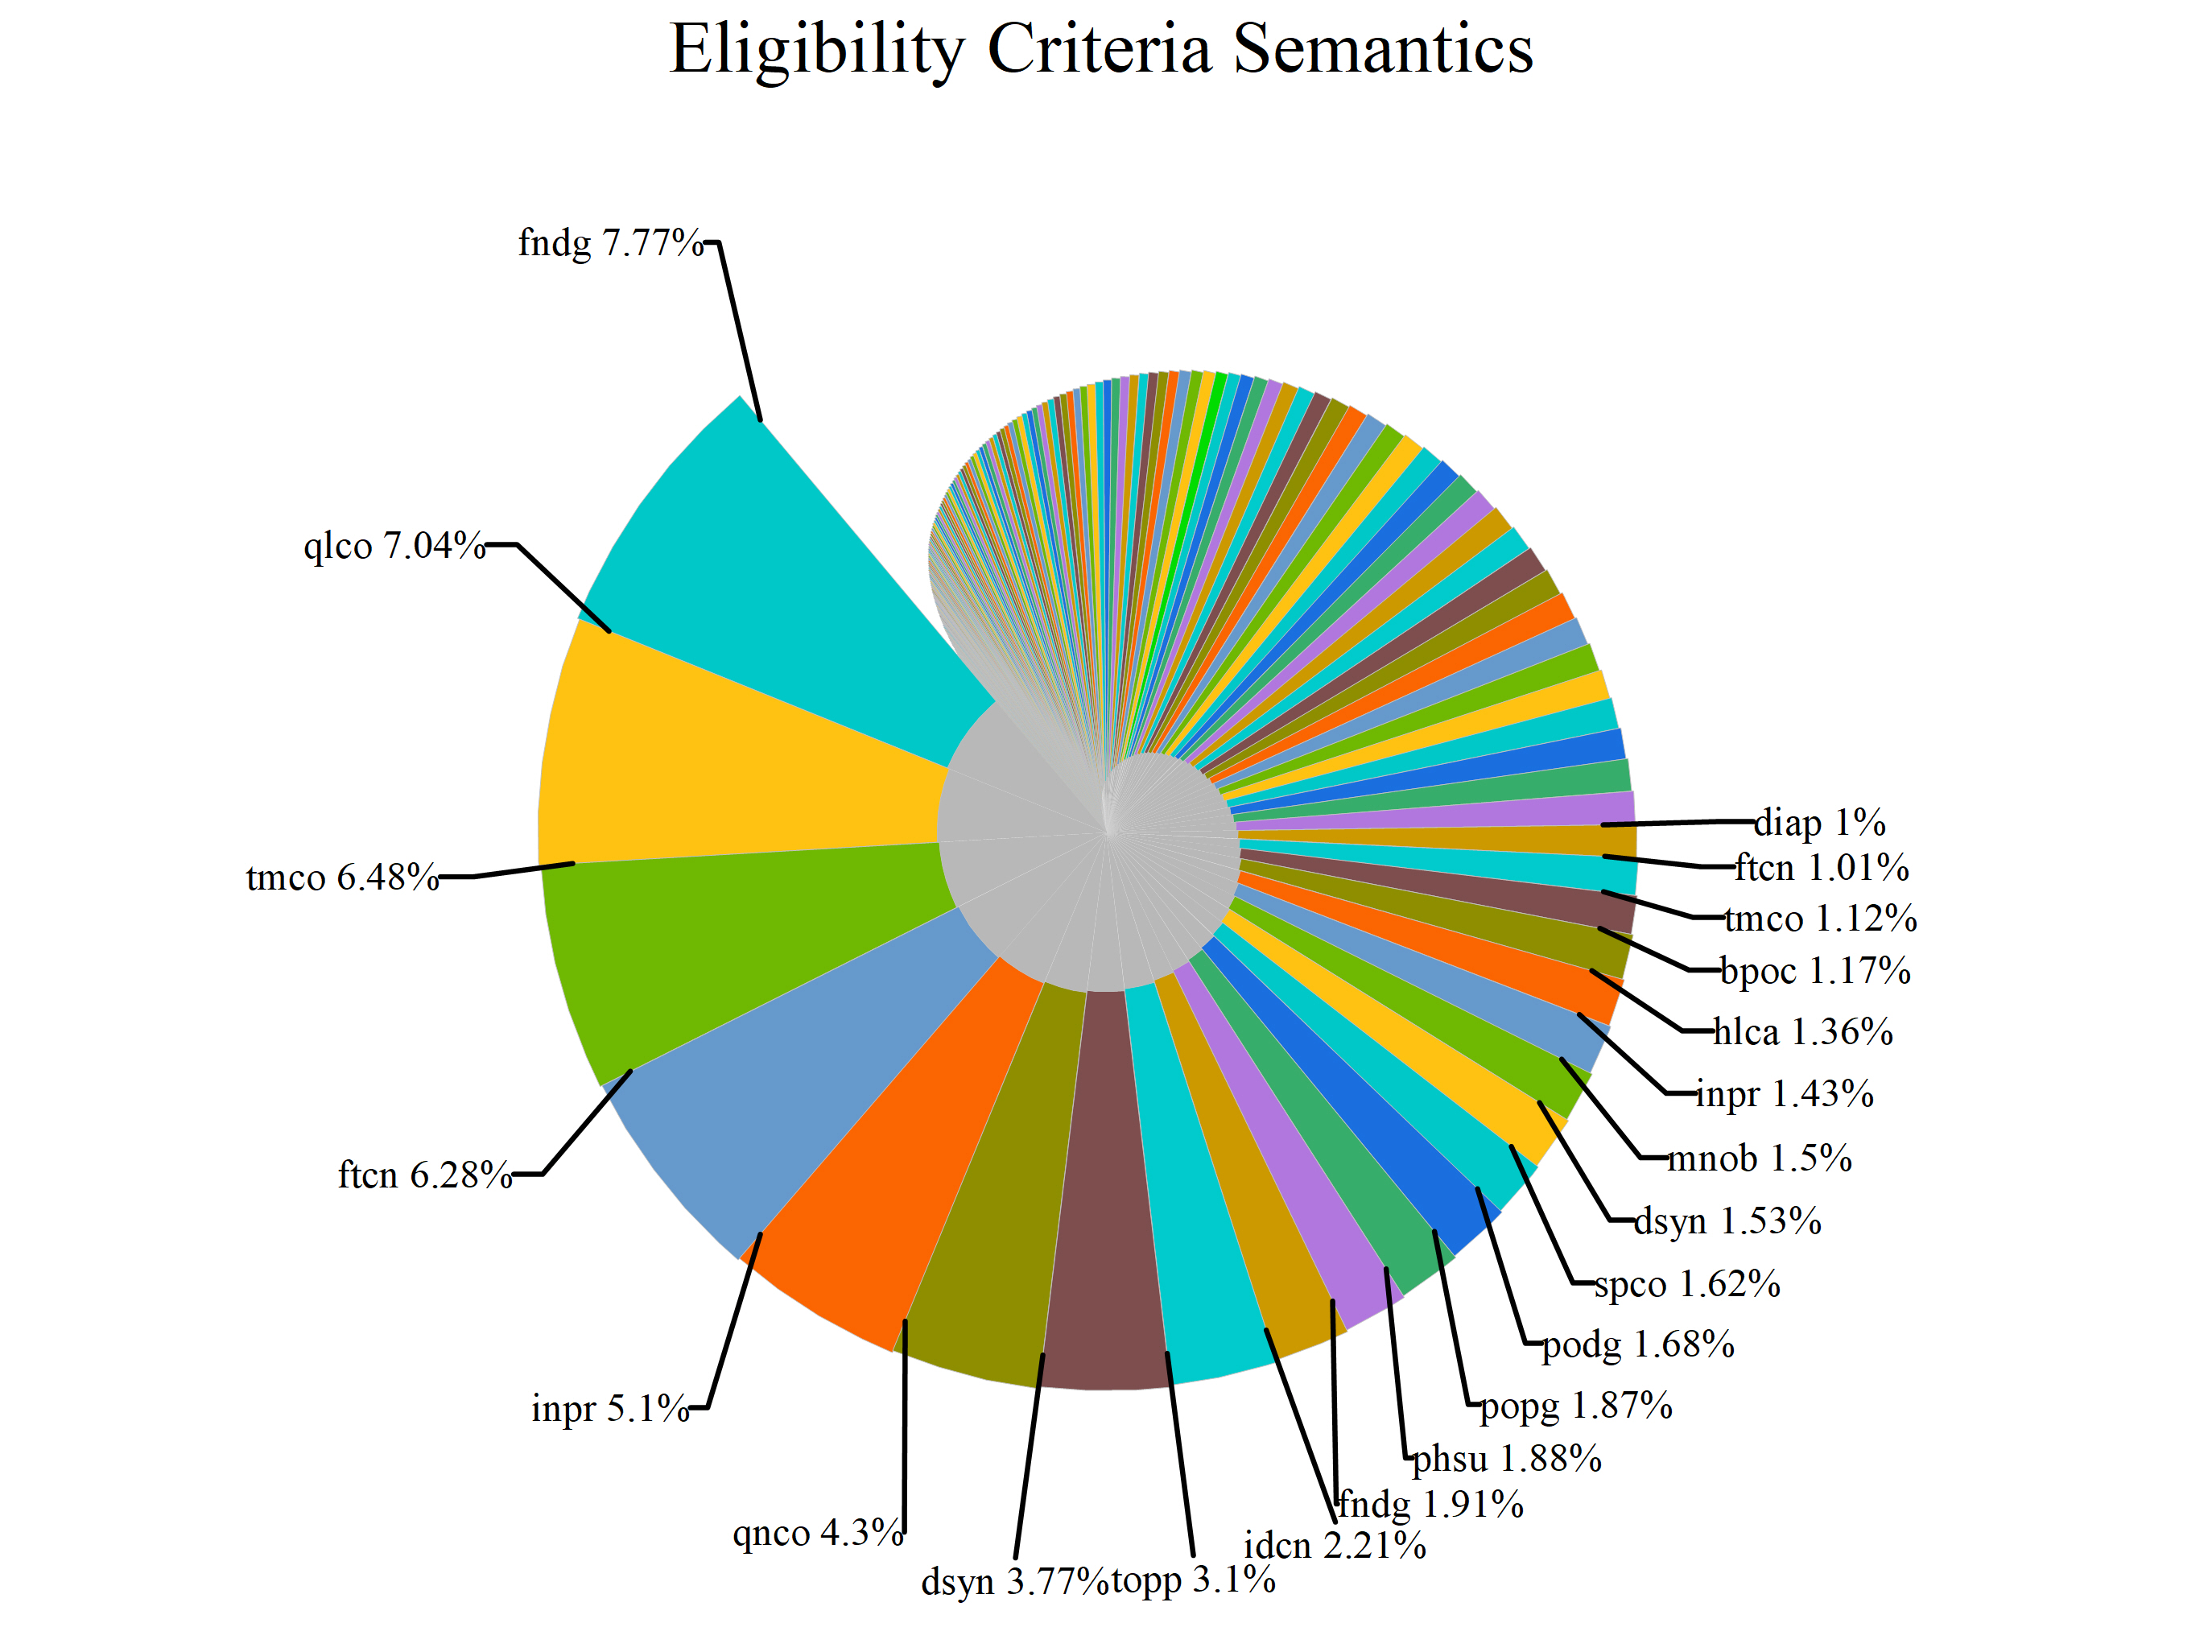 Eligibility Criteria Semantics
fndg 7.77%
qlco 7.04%
tmco 6.48%
ftcn 6.28%
inpr 5.1%
qnco 4.3%
dsyn 3.77%
topp 3.1%
idcn 2.21%
fndg 1.91%
phsu 1.88%
popg 1.87%
podg 1.68%
spco 1.62%
dsyn 1.53%
mnob 1.5%
inpr 1.43%
hlca 1.36%
bpoc 1.17%
tmco 1.12%
ftcn 1.01%
diap 1%